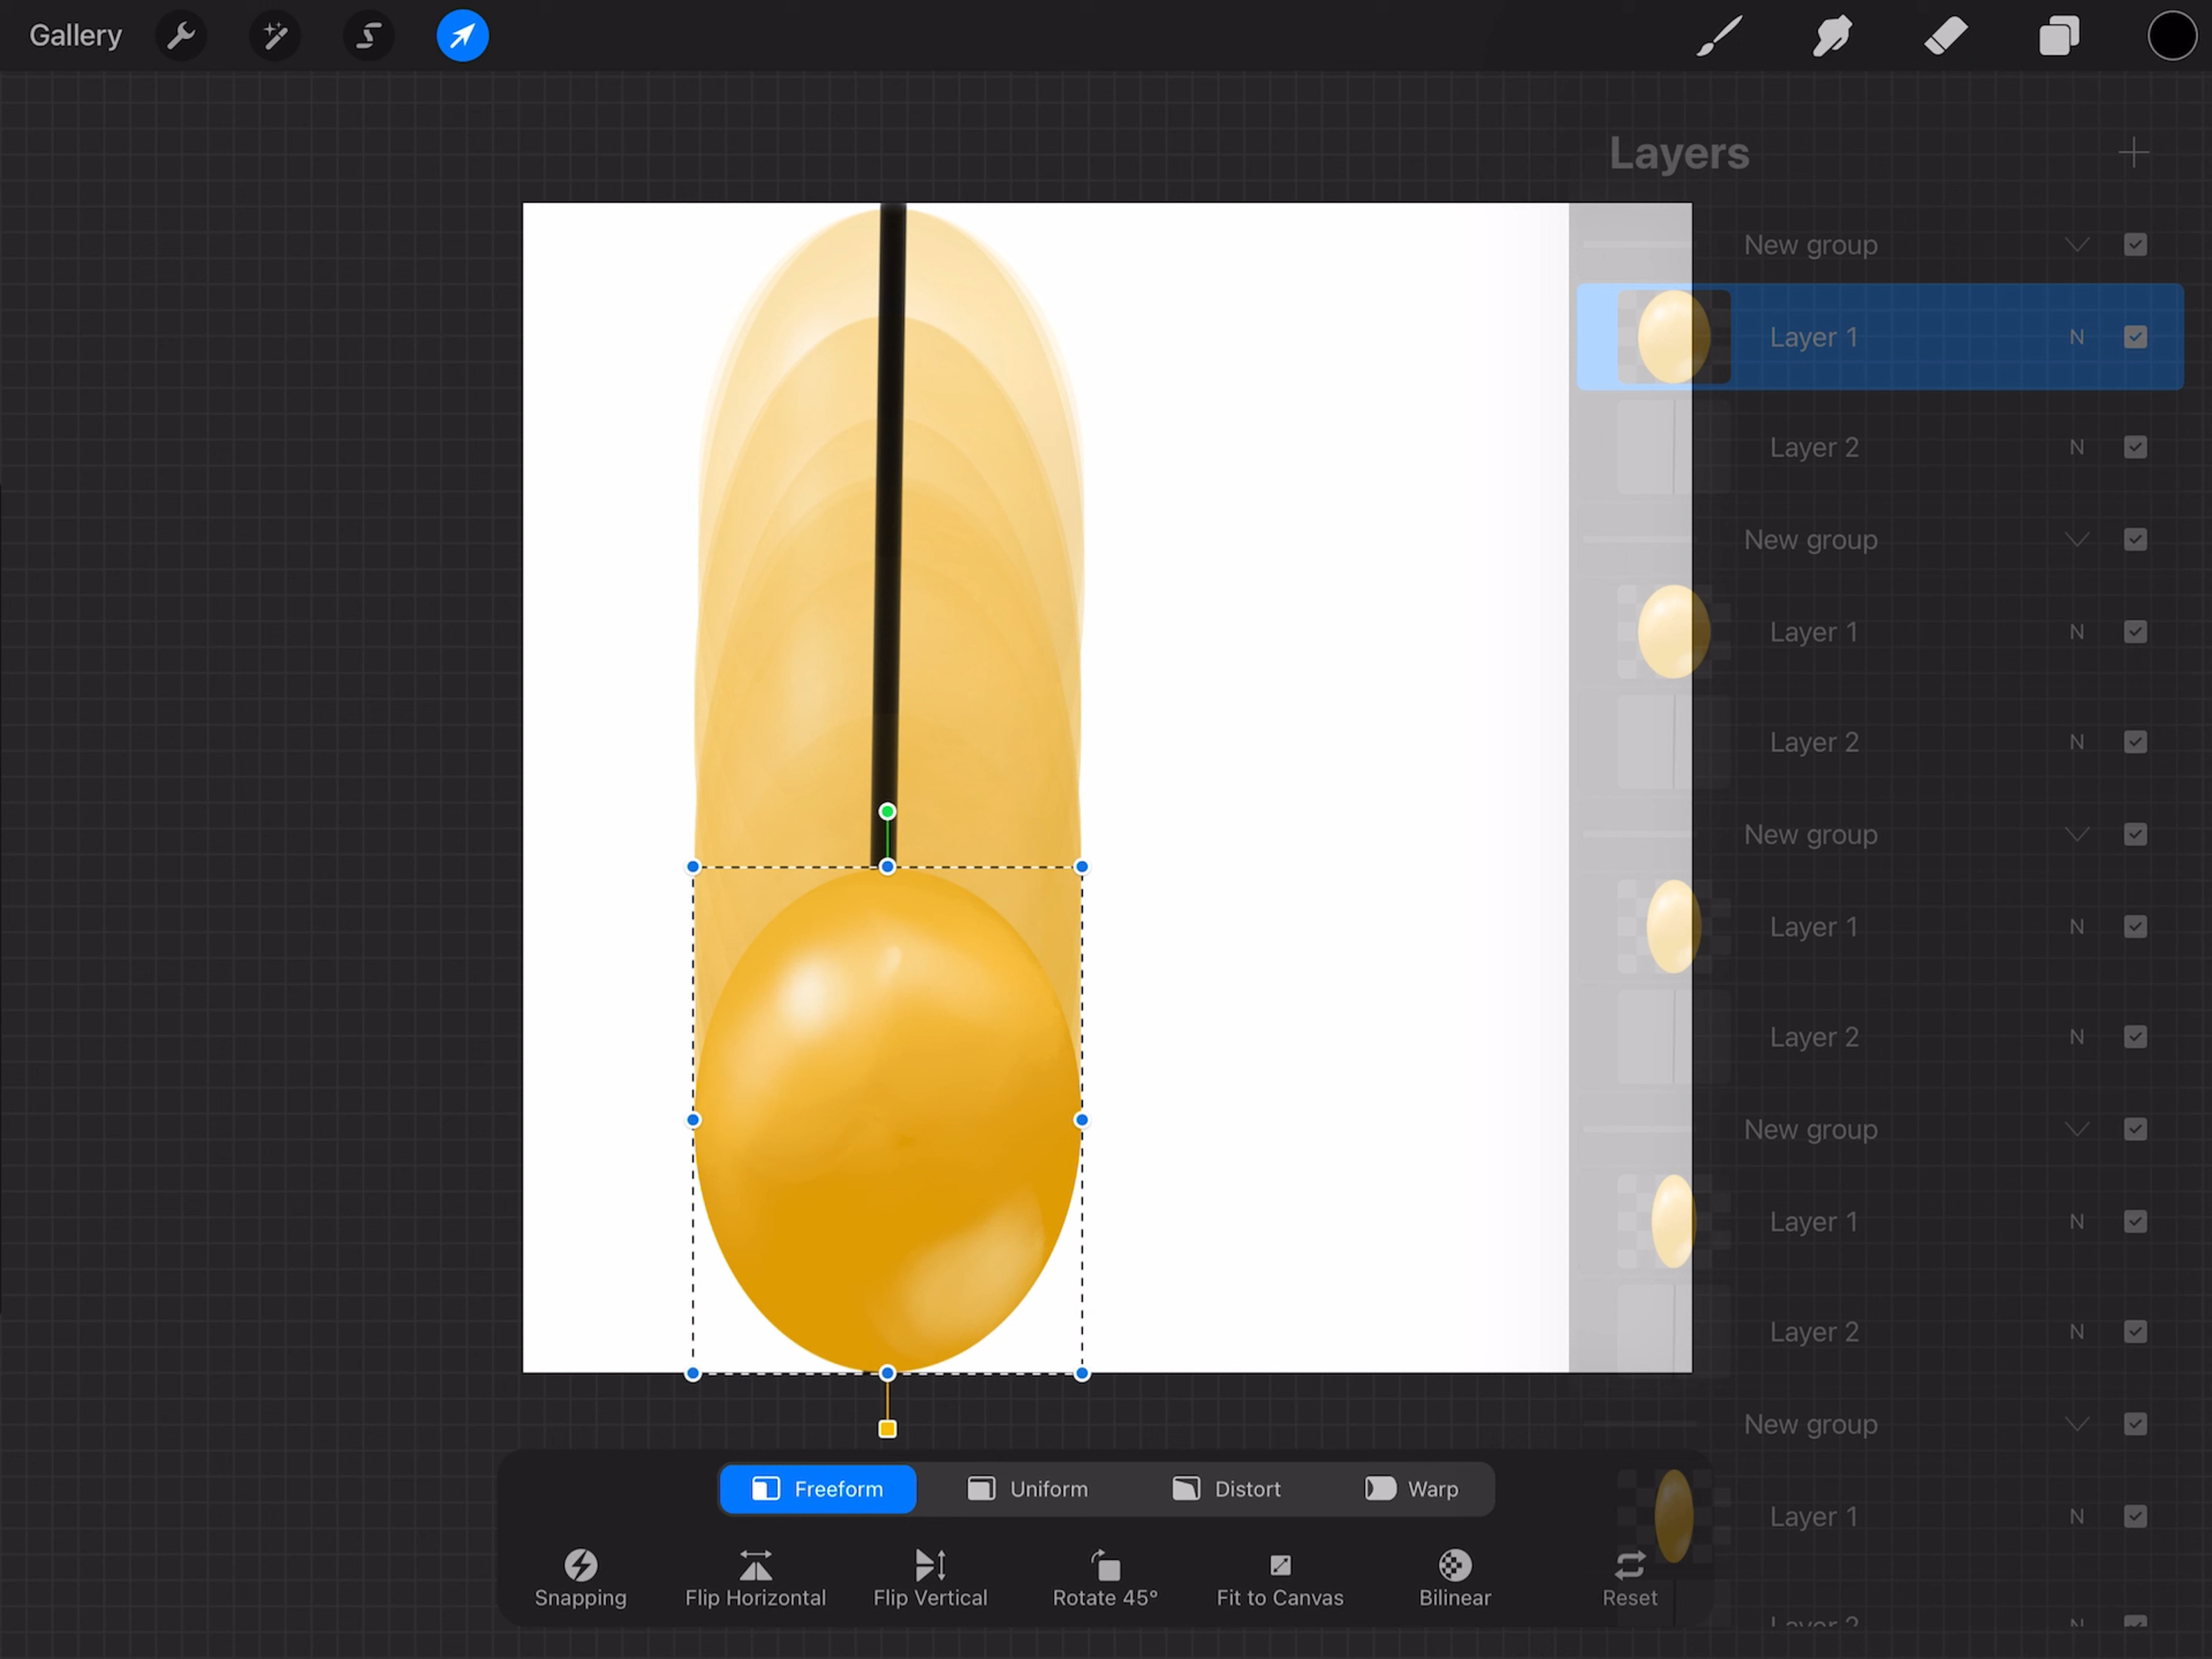 Gallery
Layers
New group
Layer 1 N
Layer 2 N
New group
Layer 1 N
Layer 2 N
New group
Layer 1 N
Layer 2 N
New group
Layer 1 N
Layer 2 N
New group
Layer 1 N
Layer 2 N
Freeform Uniform Distort Warp
Snapping Flip Horizontal Flip Vertical Rotate 45° Fit to Canvas Bilinear Reset